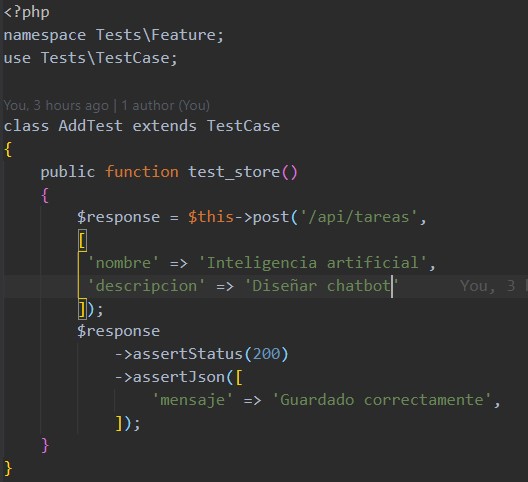 <?php
namespace Tests\Feature;
use Tests\TestCase;
You, 3 hours ago | 1 author (You)
class AddTest extends TestCase
{
public function test_store()
{
$response = $this->post('/api/tareas',
[
'nombre' => 'Inteligencia artificial',
'descripcion' => 'Diseñar chatbot' You, 3
]);
$response
->assertStatus(200)
->assertJson([
'mensaje' => 'Guardado correctamente',
]);
}
}